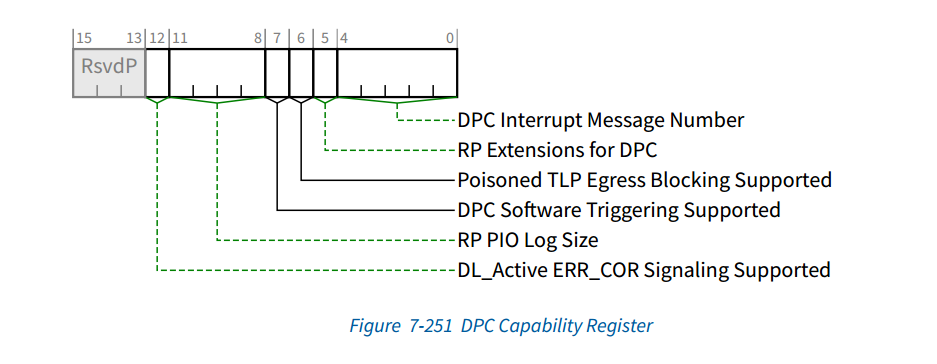 15 13 12 11 8 7 6 5 4 0
RsvdP
DPC Interrupt Message Number
RP Extensions for DPC
Poisoned TLP Egress Blocking Supported
DPC Software Triggering Supported
RP PIO Log Size
DL_Active ERR_COR Signaling Supported
Figure 7-251 DPC Capability Register